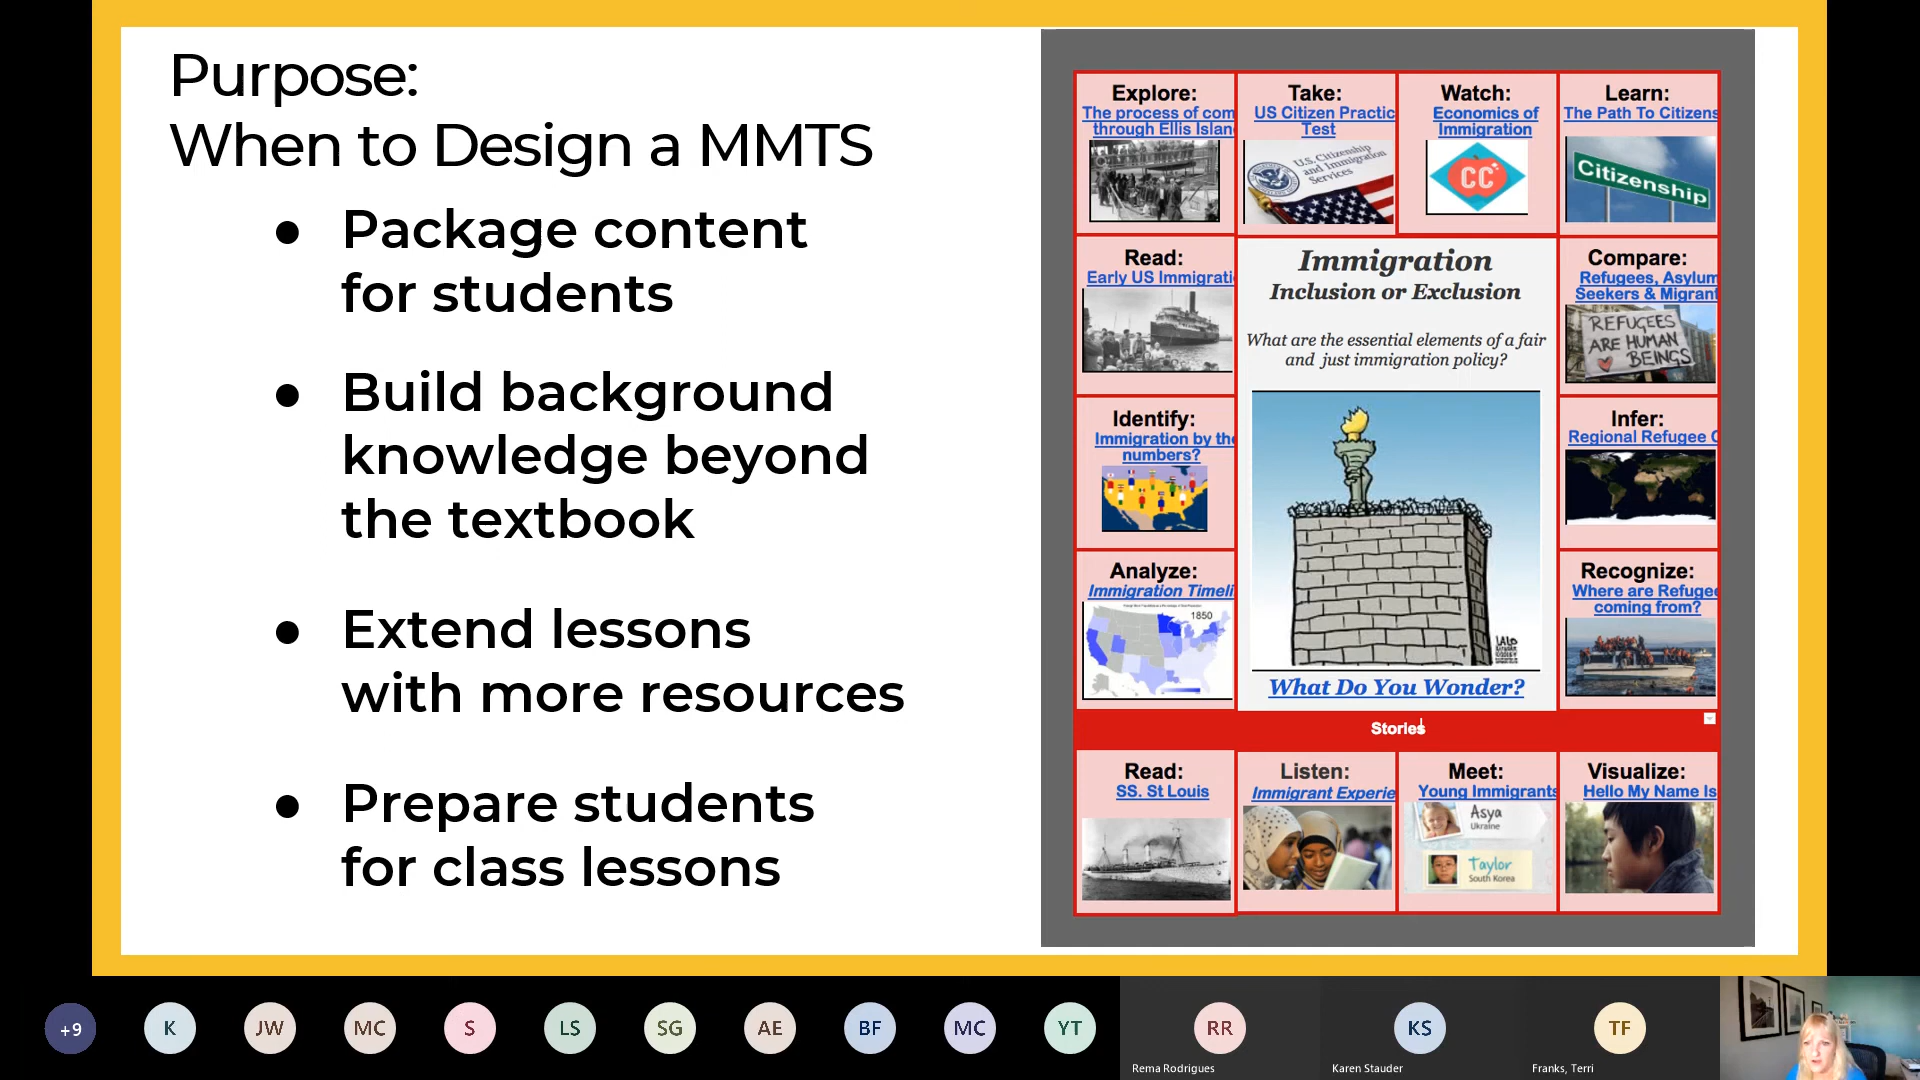 Purpose:
When to Design a MMTS
● Package content
for students
● Build background
knowledge beyond
the textbook
● Extend lessons
with more resources
● Prepare students
for class lessons
Explore:
The process of com
through Ellis Islan
Take:
US Citizen Practic
Test
U.S. Citizenship
and Immigration
Services
Watch:
Economics of
Immigration
CC
Learn:
The Path To Citizens
Citizenship
Read:
Early US Immigrati
Immigration
Inclusion or Exclusion
What are the essential elements of a fair
and just immigration policy?
What Do You Wonder?
Compare:
Refugees, Asylum
Seekers & Migrant
REFUGEES
ARE HUMAN
BEINGS
Identify:
Immigration by the
numbers?
Infer:
Regional Refugee C
Analyze:
Immigration Timeli
1850
LALO
Recognize:
Where are Refugee
coming from?
Stories
Read:
SS. St Louis
Listen:
Immigrant Experie
Meet:
Young Immigrants
Asya
Ukraine
Taylor
South Korea
Visualize:
Hello My Name Is
+9
K
JW
MC
S
LS
SG
AE
BF
MC
YT
RR
Rema Rodrigues
KS
Karen Stauder
TF
Franks, Terri